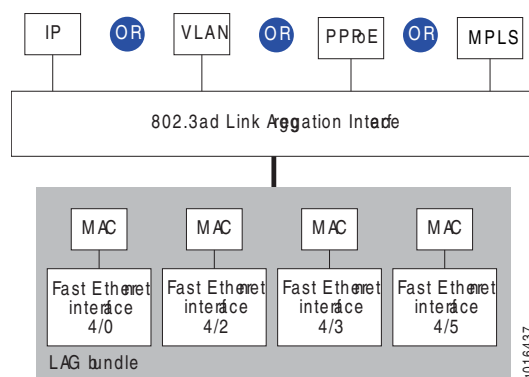 IP OR VLAN OR PPPoE OR MPLS
802.3ad Link Aggregation Interface
MAC MAC MAC MAC
Fast Ethernet interface 4/0
Fast Ethernet interface 4/2
Fast Ethernet interface 4/3
Fast Ethernet interface 4/5
LAG bundle
g016437